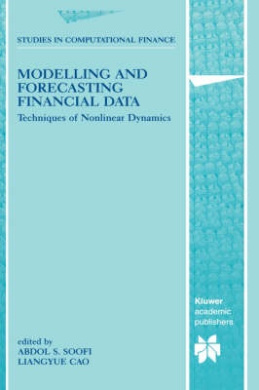 STUDIES IN COMPUTATIONAL FINANCE
MODELLING AND
FORECASTING
FINANCIAL DATA
Techniques of Nonlinear Dynamics
edited by
ABDOL S. SOOFI
LIANGYUE CAO
Kluwer
academic
publishers